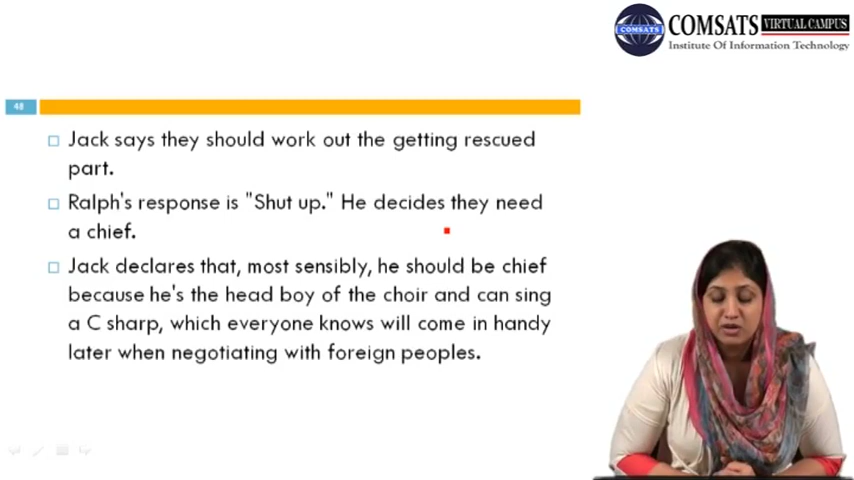 COMSATS
COMSATS VIRTUAL CAMPUS
Institute Of Information Technology
48
Jack says they should work out the getting rescued
part.
Ralph's response is "Shut up." He decides they need
a chief.
Jack declares that, most sensibly, he should be chief
because he's the head boy of the choir and can sing
a C sharp, which everyone knows will come in handy
later when negotiating with foreign peoples.